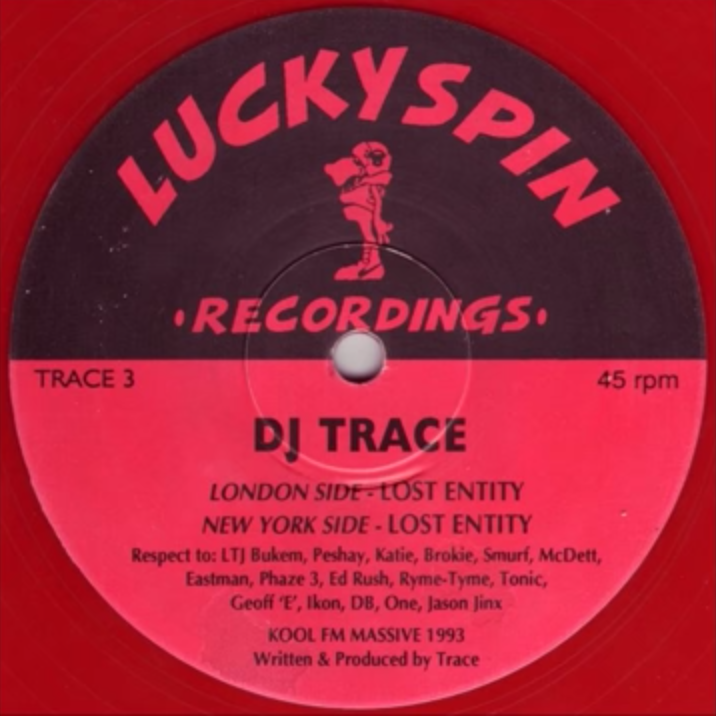 LUCKYSPIN
·RECORDINGS·
TRACE 3
45 rpm
DJ TRACE
LONDON SIDE - LOST ENTITY
NEW YORK SIDE - LOST ENTITY
Respect to: LTJ Bukem, Peshay, Katie, Brokie, Smurf, McDett,
Eastman, Phaze 3, Ed Rush, Ryme-Tyme, Tonic,
Geoff 'E', Ikon, DB, One, Jason Jinx
KOOL FM MASSIVE 1993
Written & Produced by Trace